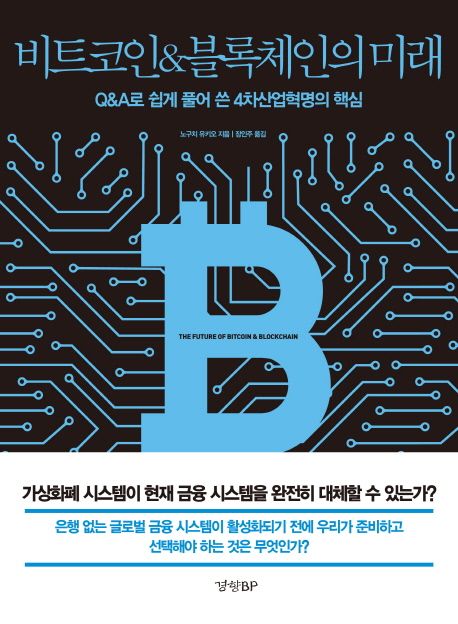 비트코인&블록체인의 미래
Q&A로 쉽게 풀어 쓴 4차산업혁명의 핵심
노구치 유키오 지음 | 장인주 옮김
THE FUTURE OF BITCOIN & BLOCKCHAIN
가상화폐 시스템이 현재 금융 시스템을 완전히 대체할 수 있는가?
은행 없는 글로벌 금융 시스템이 활성화되기 전에 우리가 준비하고
선택해야 하는 것은 무엇인가?
경향BP